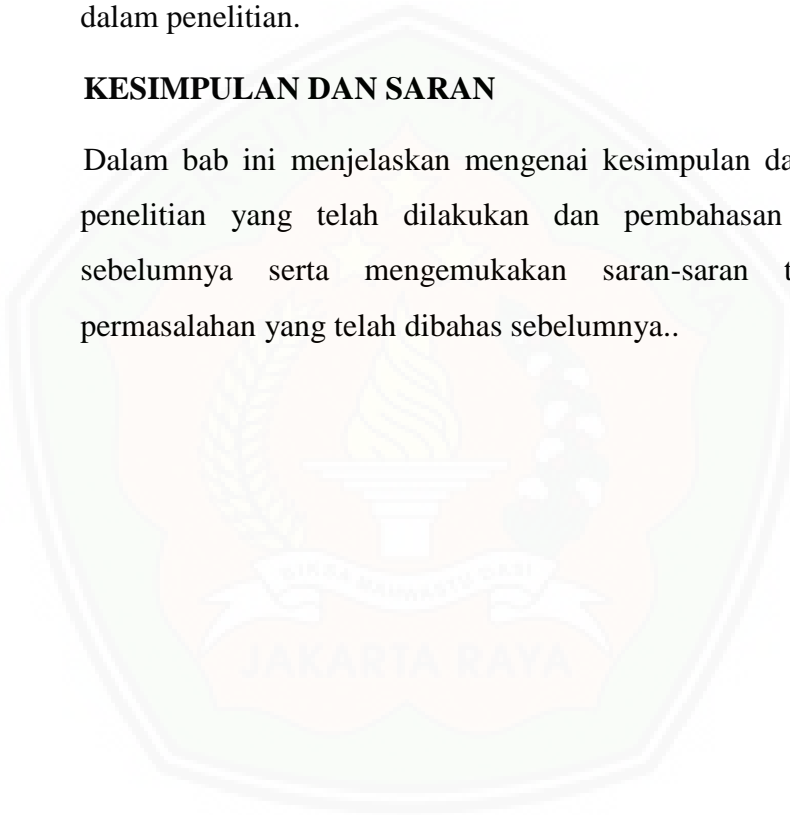 dalam penelitian.
KESIMPULAN DAN SARAN
Dalam bab ini menjelaskan mengenai kesimpulan
penelitian yang telah dilakukan dan pembahasan
sebelumnya serta mengemukakan saran-saran
permasalahan yang telah dibahas sebelumnya..
JAKARTA RAYA